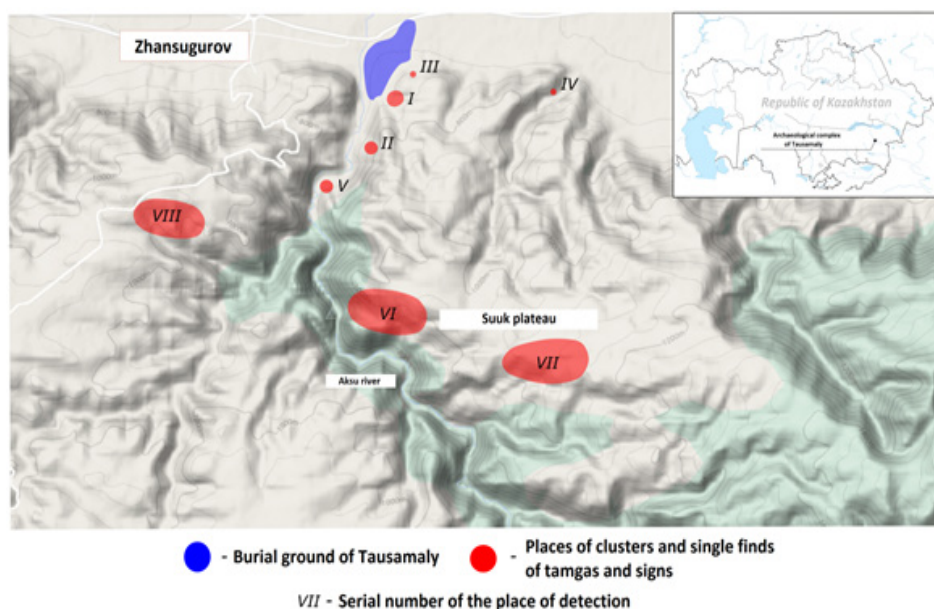 Zhansugurov
III
I
IV
II
V
VIII
VI
Suuk plateau
VII
Aksu river
Republic of Kazakhstan
Archaeological complex
of Tausamaly
- Burial ground of Tausamaly
- Places of clusters and single finds
of tamgas and signs
VII - Serial number of the place of detection